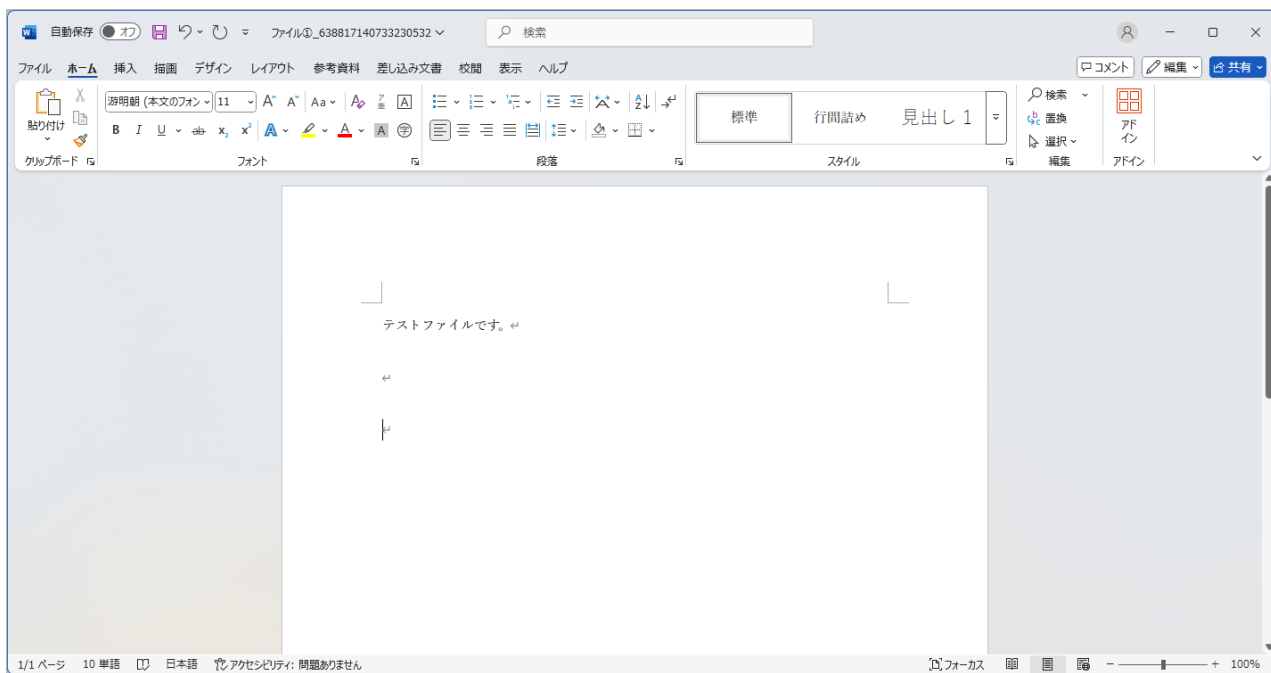 自動保存 オフ ファイル①_638817140733230532 検索
ファイル ホーム 挿入 描画 デザイン レイアウト 参考資料 差し込み文書 校閲 表示 ヘルプ コメント 編集 共有
貼り付け 游明朝 (本文のフォン 11 A A Aa A ア亜 A 標準 行間詰め 見出し 1 検索 アドイン
B I U ab x₂ x² A A A 字 置換
選択
クリップボード フォント 段落 スタイル 編集 アドイン
テストファイルです。
1/1 ページ 10 単語 日本語 アクセシビリティ: 問題ありません フォーカス 100%